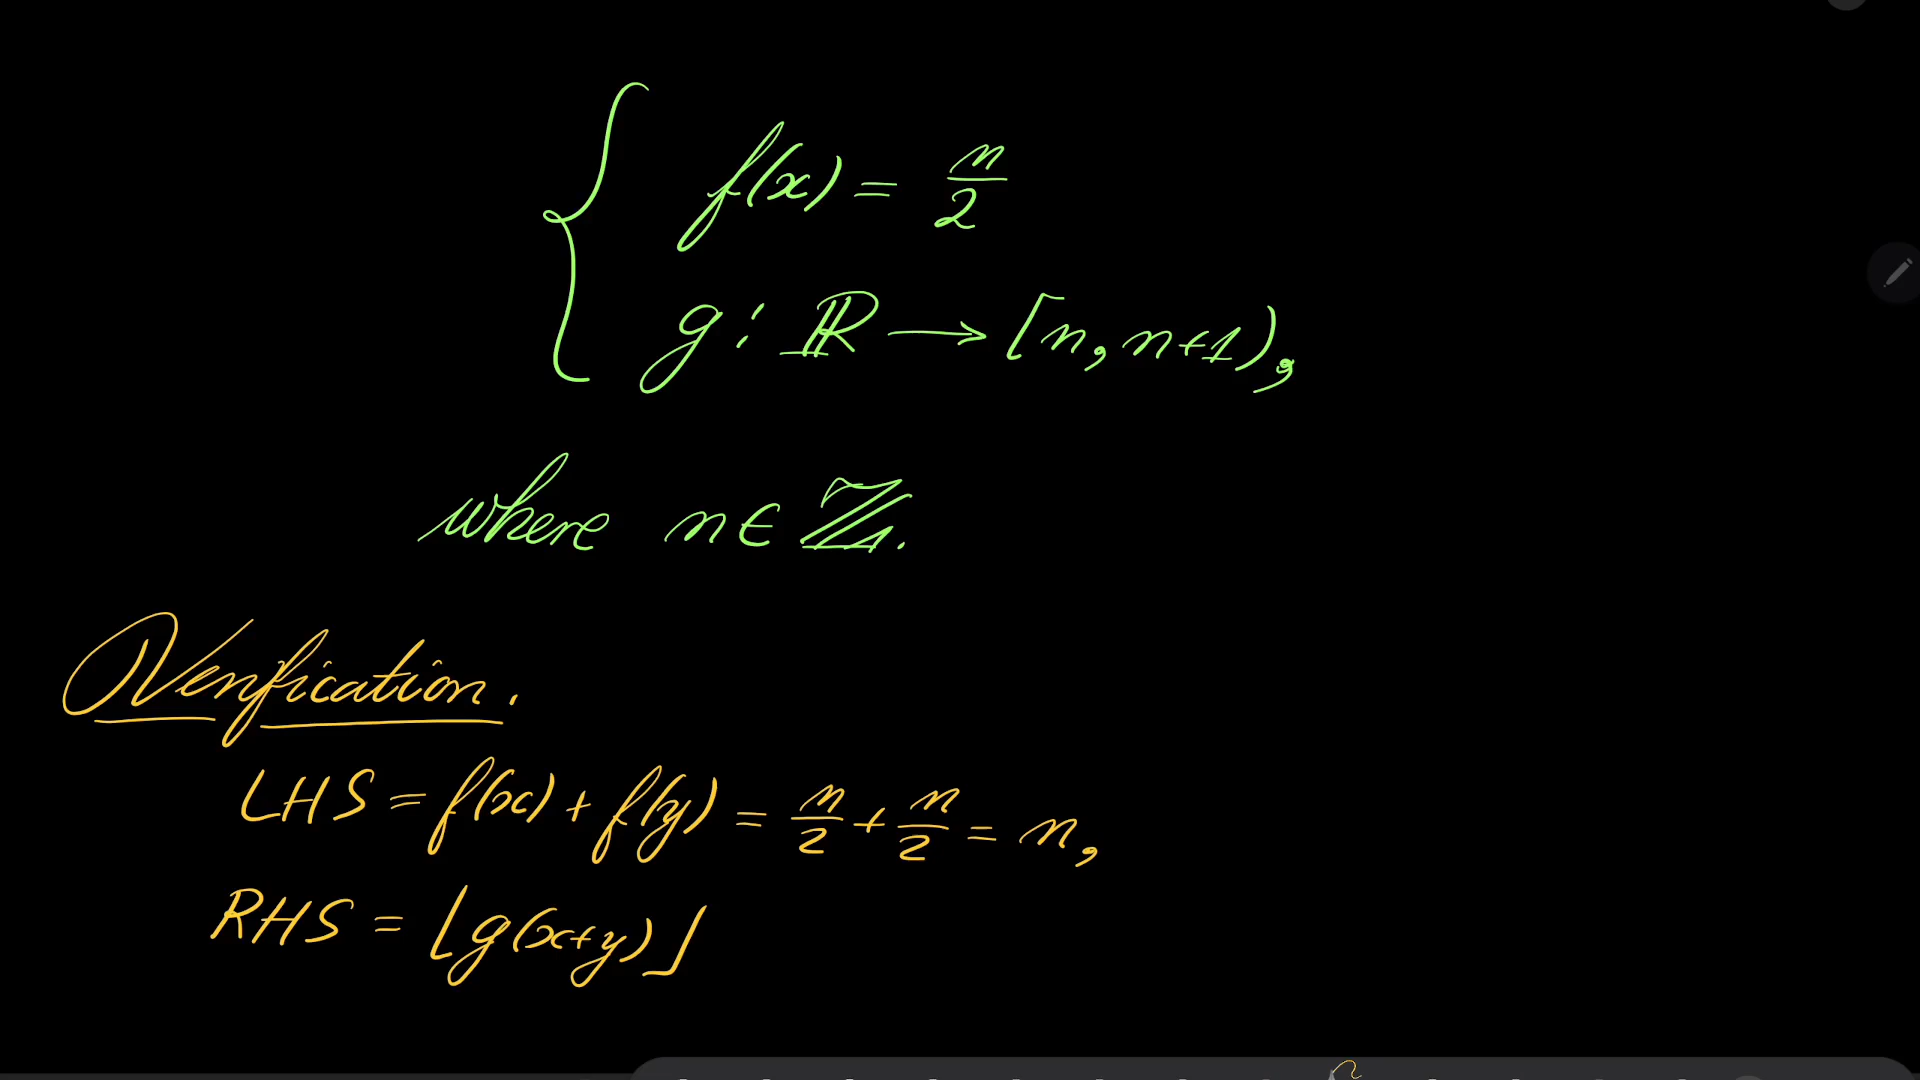 f(x) = n/2
g : ℝ → [n, n+1),
where n ∈ ℤ.
Verification.
LHS = f(x) + f(y) = n/2 + n/2 = n,
RHS = ⌊g(x+y)⌋